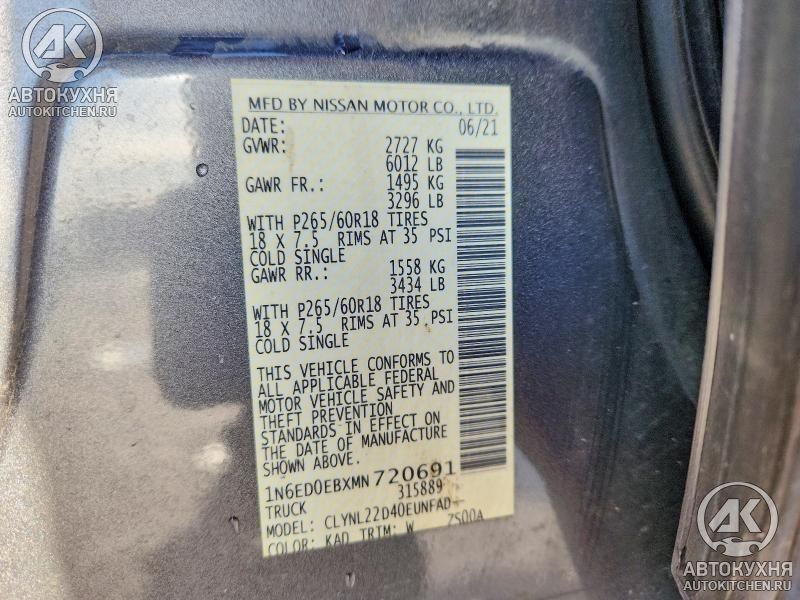 АК
АВТОКУХНЯ
AUTOKITCHEN.RU
MFD BY NISSAN MOTOR CO., LTD.
DATE: 06/21
GVWR: 2727 KG
6012 LB
GAWR FR.: 1495 KG
3296 LB
WITH P265/60R18 TIRES
18 X 7.5 RIMS AT 35 PSI
COLD SINGLE
GAWR RR.: 1558 KG
3434 LB
WITH P265/60R18 TIRES
18 X 7.5 RIMS AT 35 PSI
COLD SINGLE
THIS VEHICLE CONFORMS TO
ALL APPLICABLE FEDERAL
MOTOR VEHICLE SAFETY AND
THEFT PREVENTION
STANDARDS IN EFFECT ON
THE DATE OF MANUFACTURE
SHOWN ABOVE.
1N6ED0EBXMN720691
TRUCK 315889
MODEL: CLYNL22D40EUNFAD--
COLOR: KAD TRIM: W ZS00A
АК
АВТОКУХНЯ
AUTOKITCHEN.RU